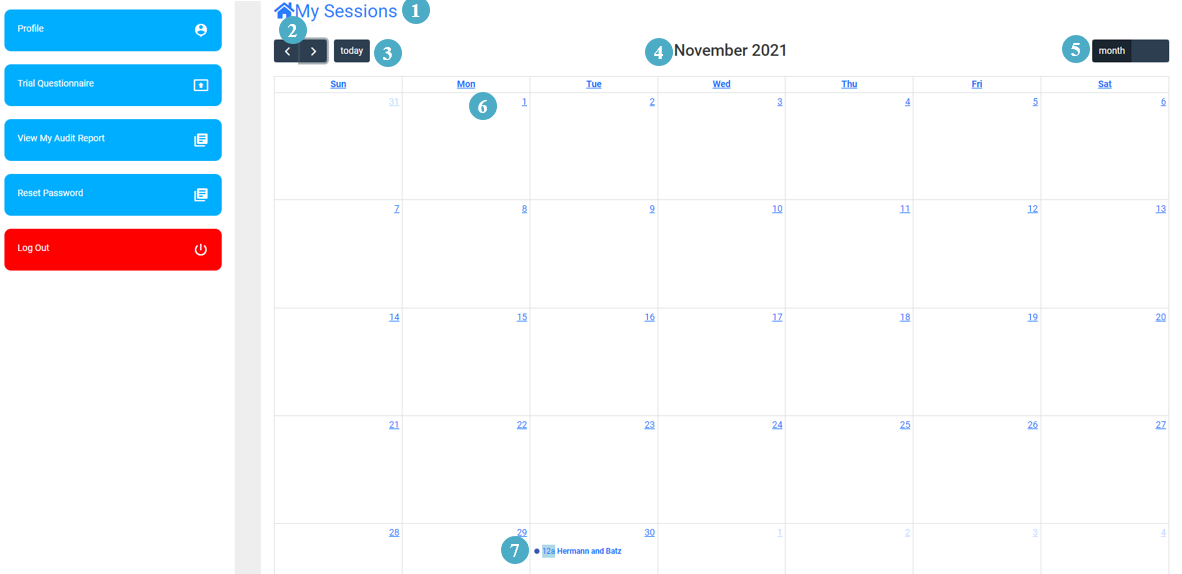 Profile
Trial Questionnaire
View My Audit Report
Reset Password
Log Out
My Sessions 1
2
today 3
4 November 2021
5 month
Sun Mon Tue Wed Thu Fri Sat
31 6 1 2 3 4 5 6
7 8 9 10 11 12 13
14 15 16 17 18 19 20
21 22 23 24 25 26 27
28 29 30 1 2 3 4
7 12a Hermann and Batz